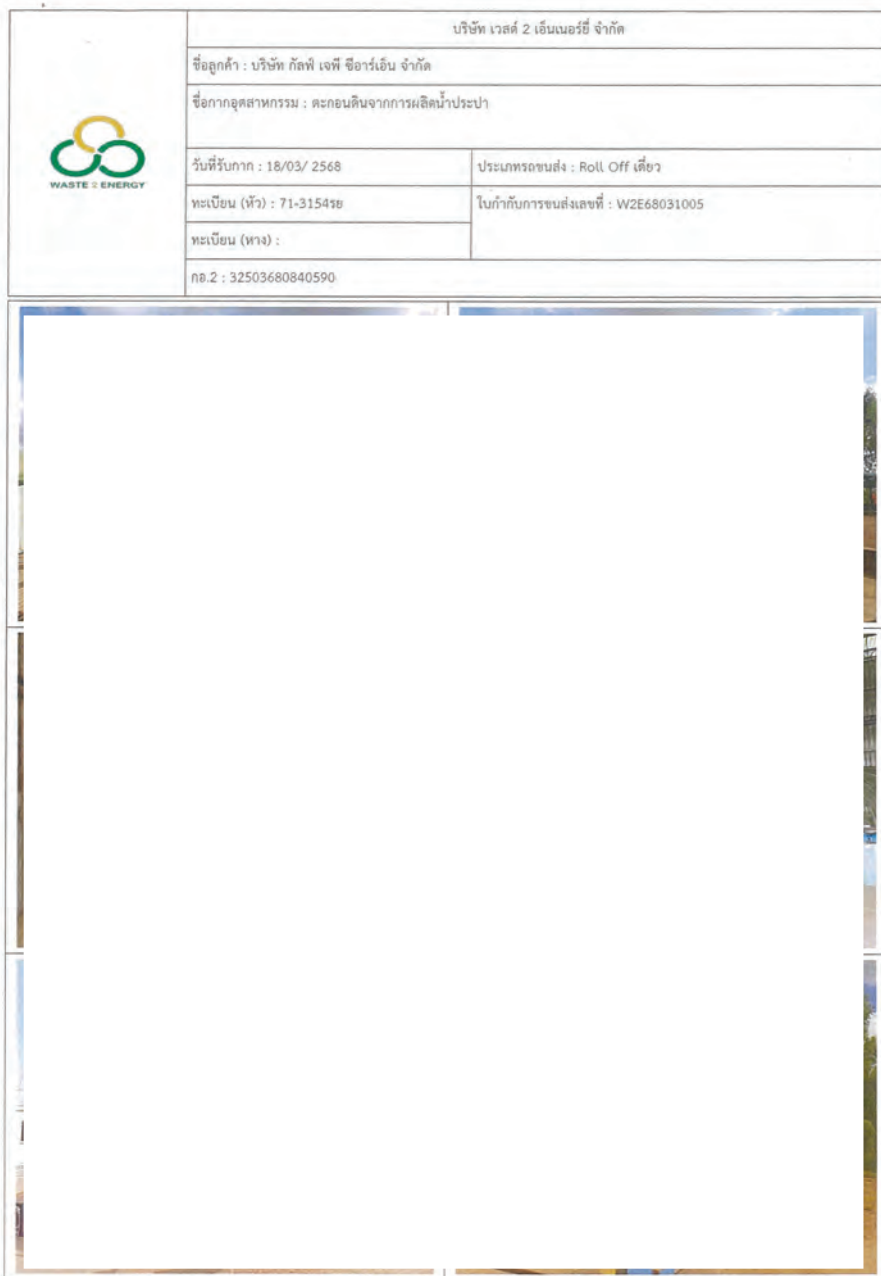 บริษัท เวสต์ 2 เอ็นเนอร์ยี่ จำกัด
ชื่อลูกค้า : บริษัท กัลฟ์ เจพี ซีอาร์เอ็น จำกัด
ชื่อกากอุตสาหกรรม : ตะกอนดินจากการผลิตน้ำประปา
WASTE 2 ENERGY
วันที่รับกาก : 18/03/ 2568
ประเภทรถขนส่ง : Roll Off เดี่ยว
ทะเบียน (หัว) : 71-3154รย
ใบกำกับการขนส่งเลขที่ : W2E68031005
ทะเบียน (หาง) :
กอ.2 : 32503680840590